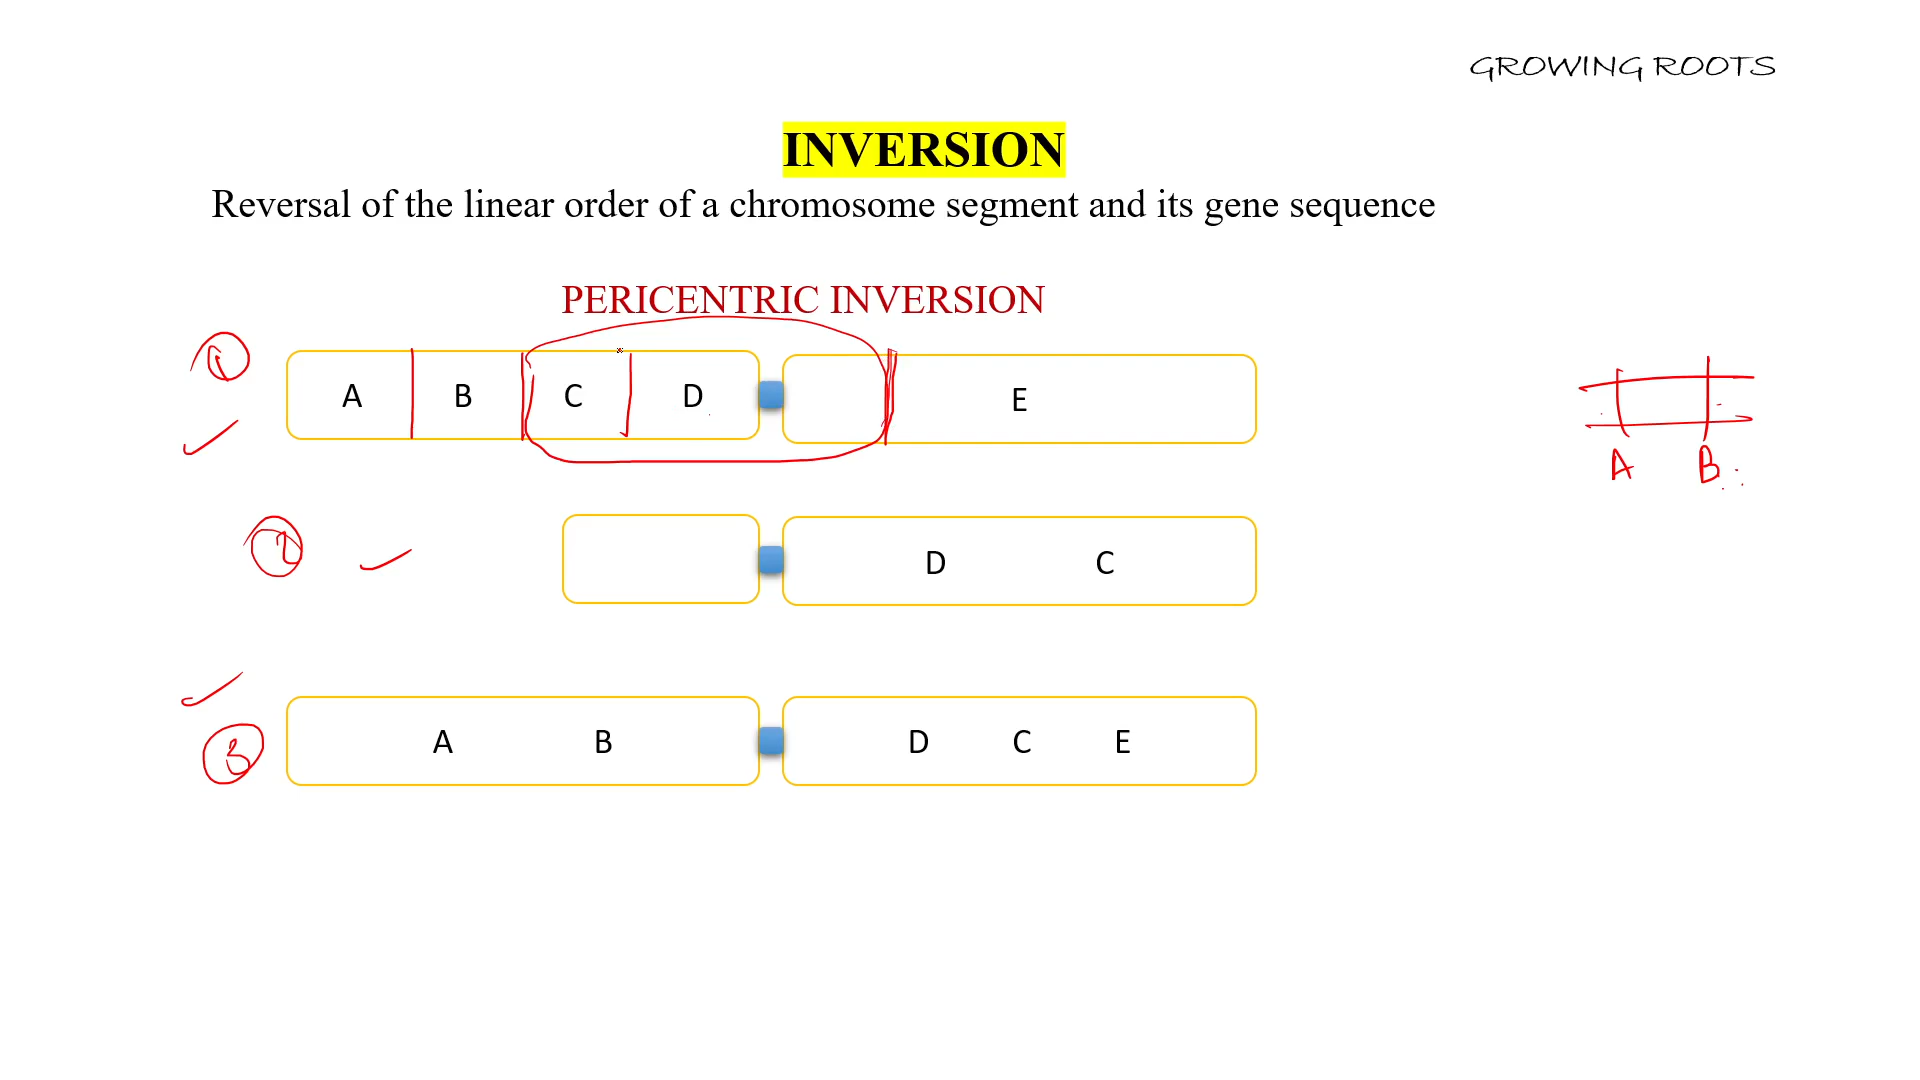 GROWING ROOTS
INVERSION
Reversal of the linear order of a chromosome segment and its gene sequence
PERICENTRIC INVERSION
1
A B C D E
A B
2
D C
3
A B D C E